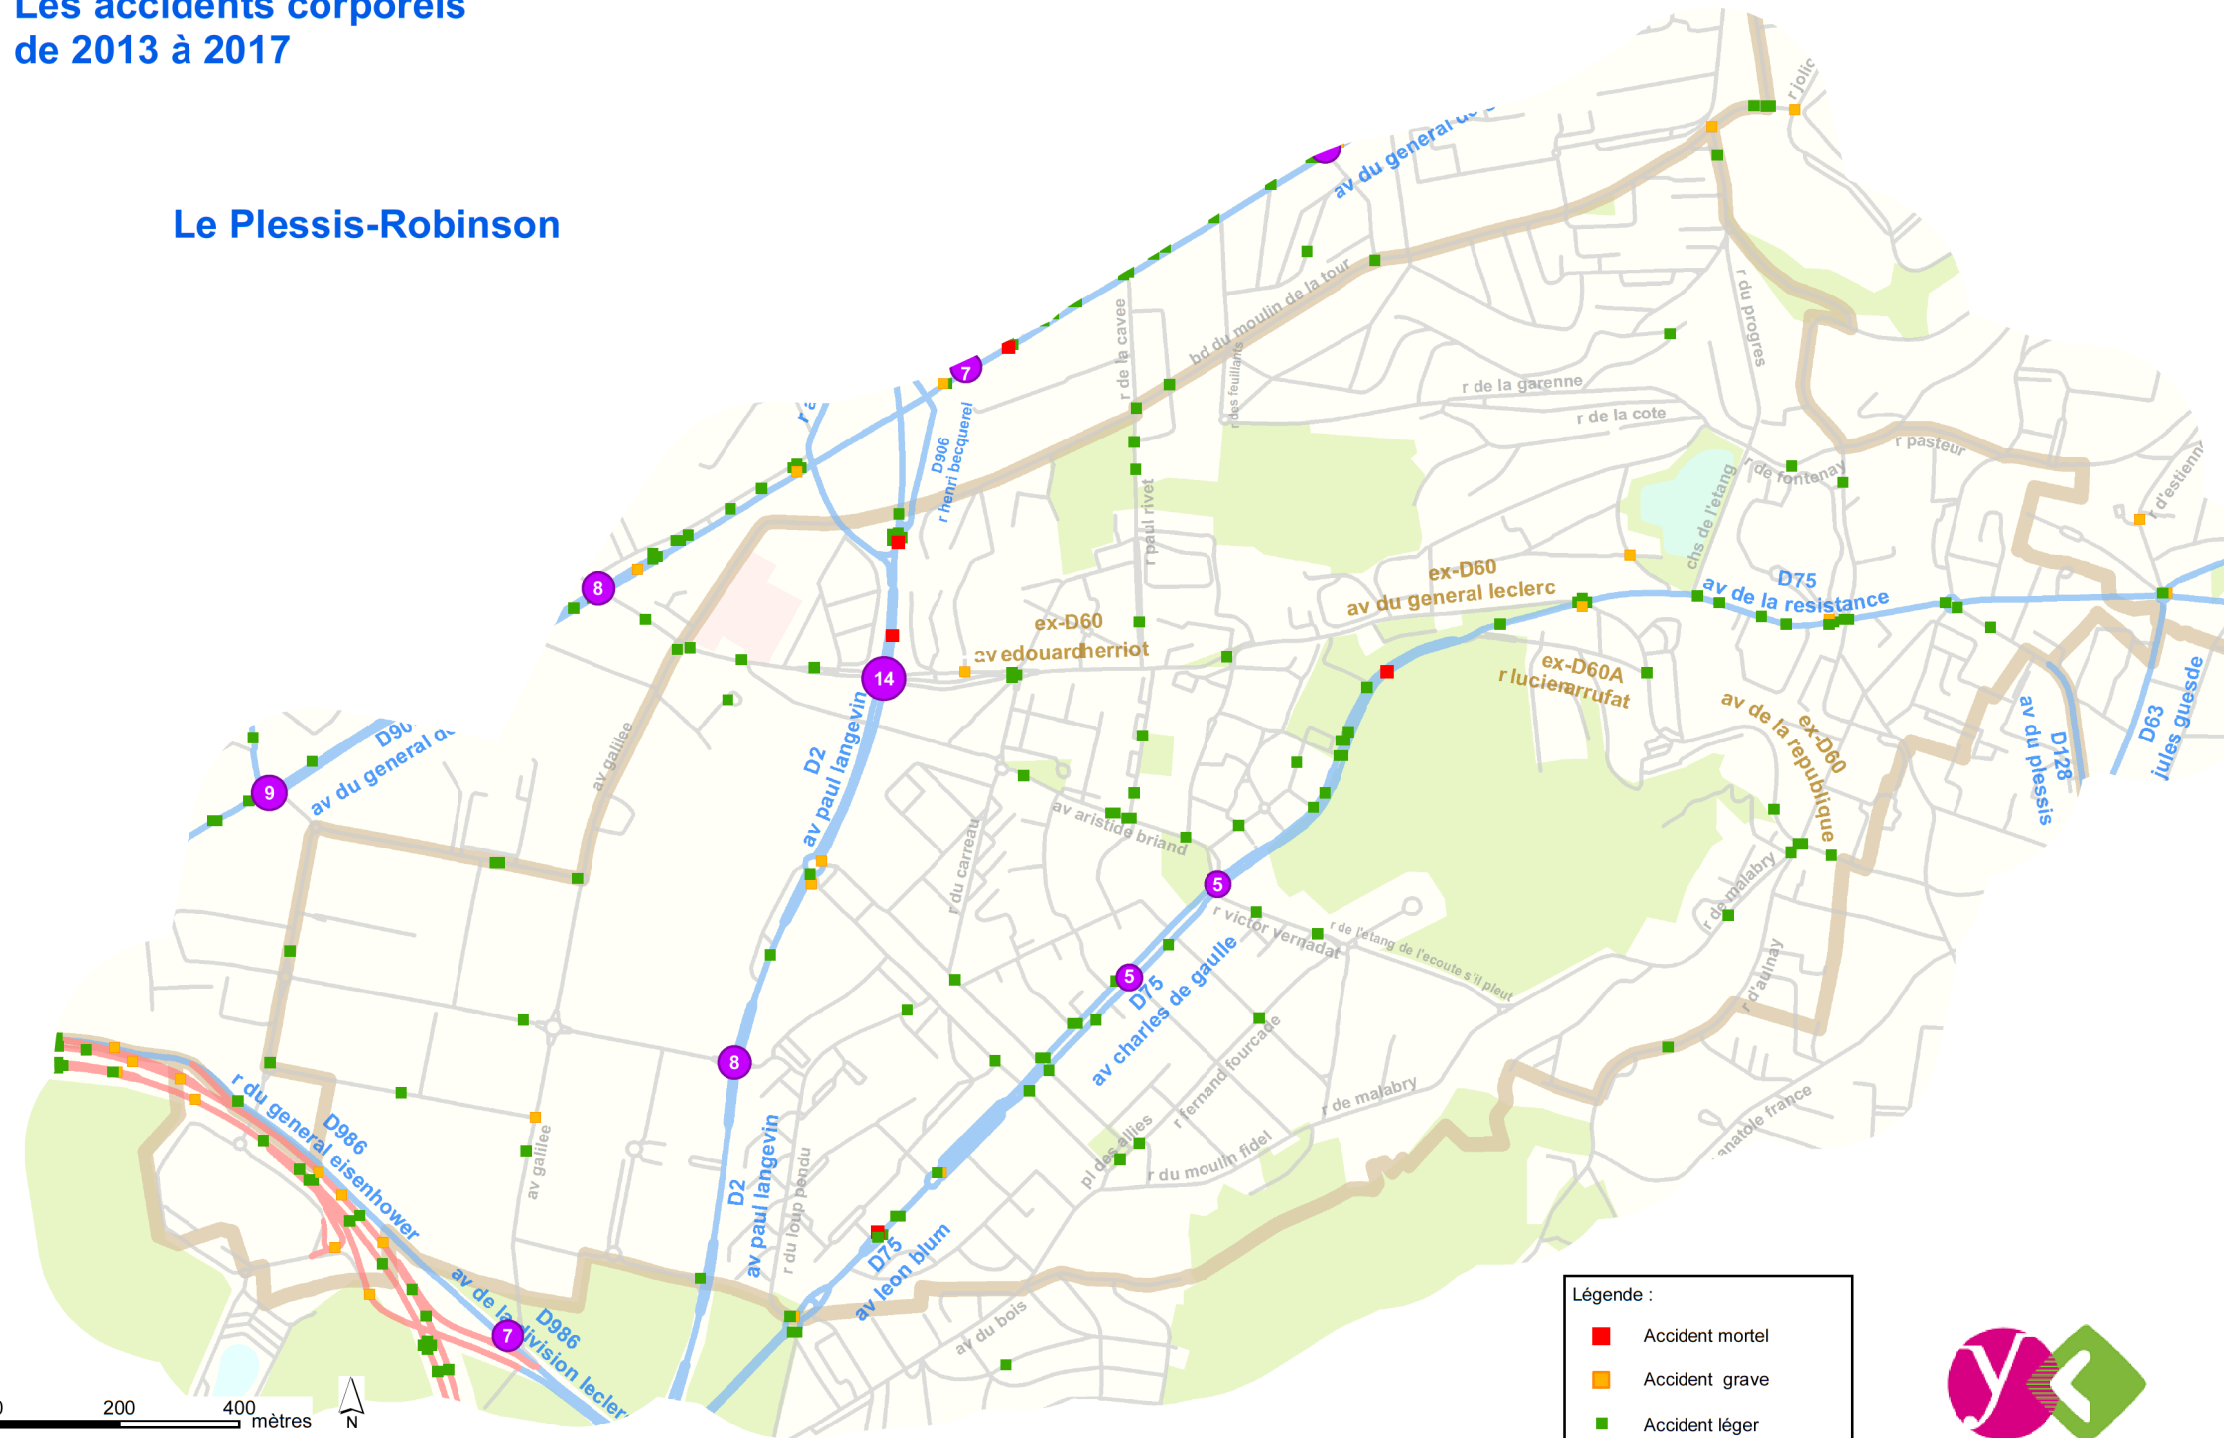 Les accidents corporels
de 2013 à 2017
Le Plessis-Robinson
r jolic
av du general de
bd du moulin de la tour
r de la cavee
r des feuillants
r du progres
7
r de la garenne
r de la cote
D906
r henri becquerel
r pasteur
r de fontenay
r d'estienn
chs de l'etang
r paul rivet
8
ex-D60
av du general leclerc
D75
av de la resistance
ex-D60
av edouard herriot
14
ex-D60A
r lucien arrufat
ex-D60
av de la republique
D63
jules guesde
D128
av du plessis
D90
av du general de
9
av galilee
D2
av paul langevin
av aristide briand
r du carreau
5
r victor vernadat
r de l'etang de l'ecoute s'il pleut
r de malabry
r d'aulnay
5
D75
av charles de gaulle
8
r fernand fourcade
r de malabry
anatole france
D986
r du general eisenhower
av galilee
D2
av paul langevin
r du loup pendu
pl des allies
r du moulin fidel
D75
av leon blum
D986
av de la division lecler
7
av du bois
0 200 400 mètres
N
Légende :
Accident mortel
Accident grave
Accident léger
y